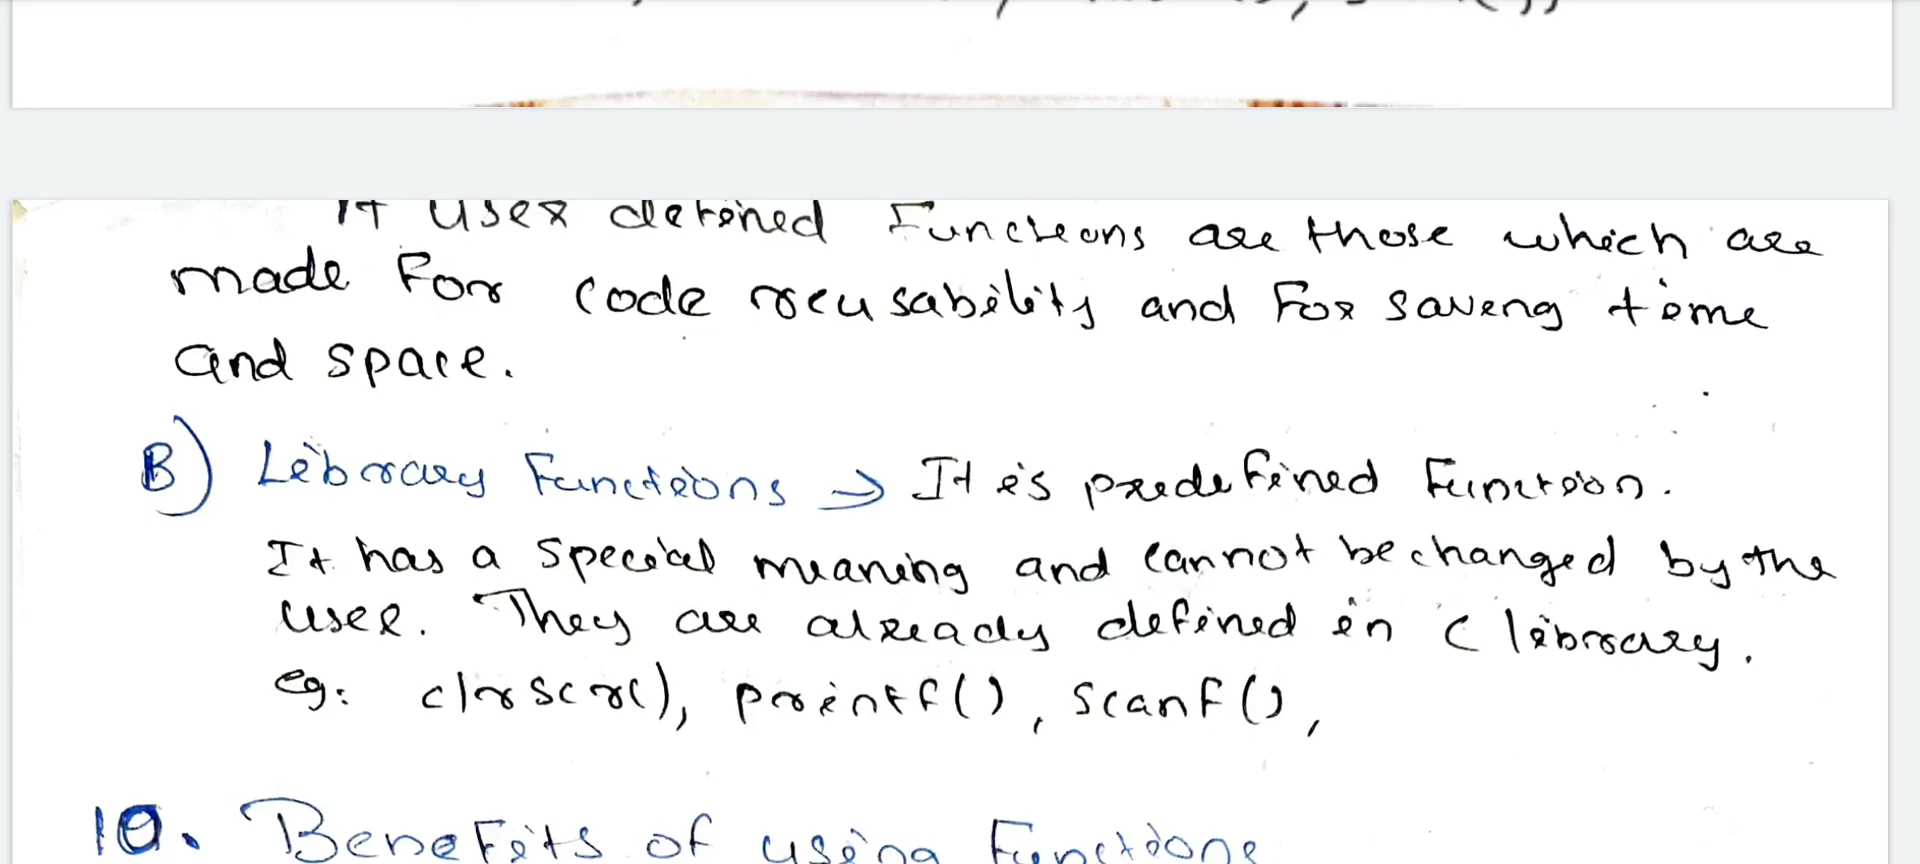 It user defined Functions are those which are
made For code reusability and For saving time
and space.
B) Library Functions → It is predefined Function.
It has a special meaning and cannot be changed by the
user. They are already defined in C library.
eg: clrscr(), printf(), scanf(),
10. Benefits of using Functions